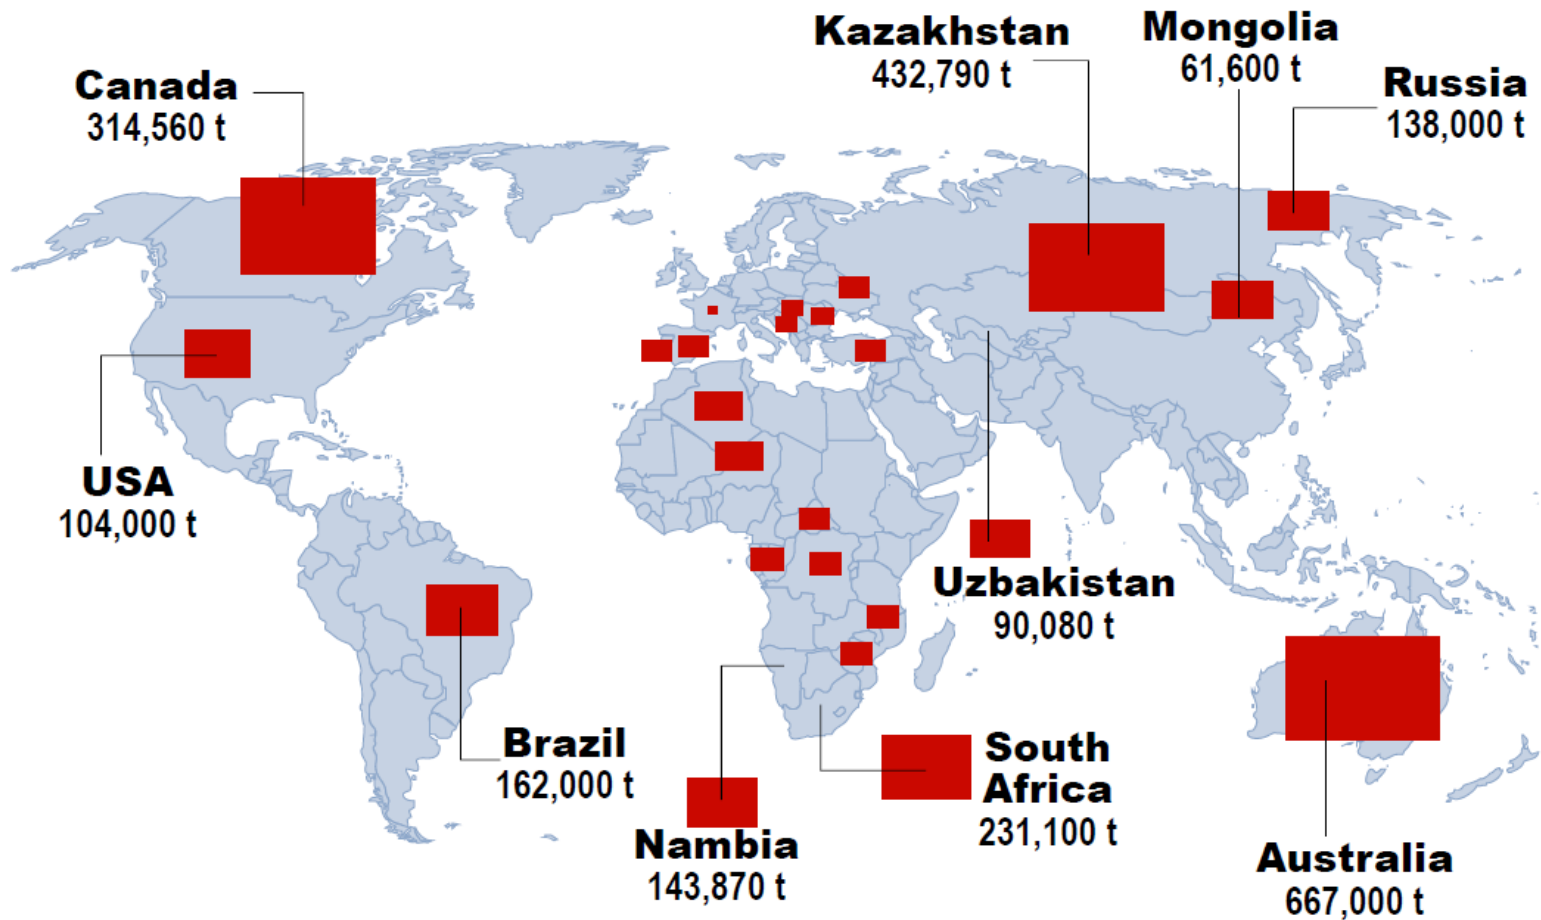 Canada
314,560 t
Kazakhstan
432,790 t
Mongolia
61,600 t
Russia
138,000 t
USA
104,000 t
Uzbakistan
90,080 t
Brazil
162,000 t
Nambia
143,870 t
South
Africa
231,100 t
Australia
667,000 t